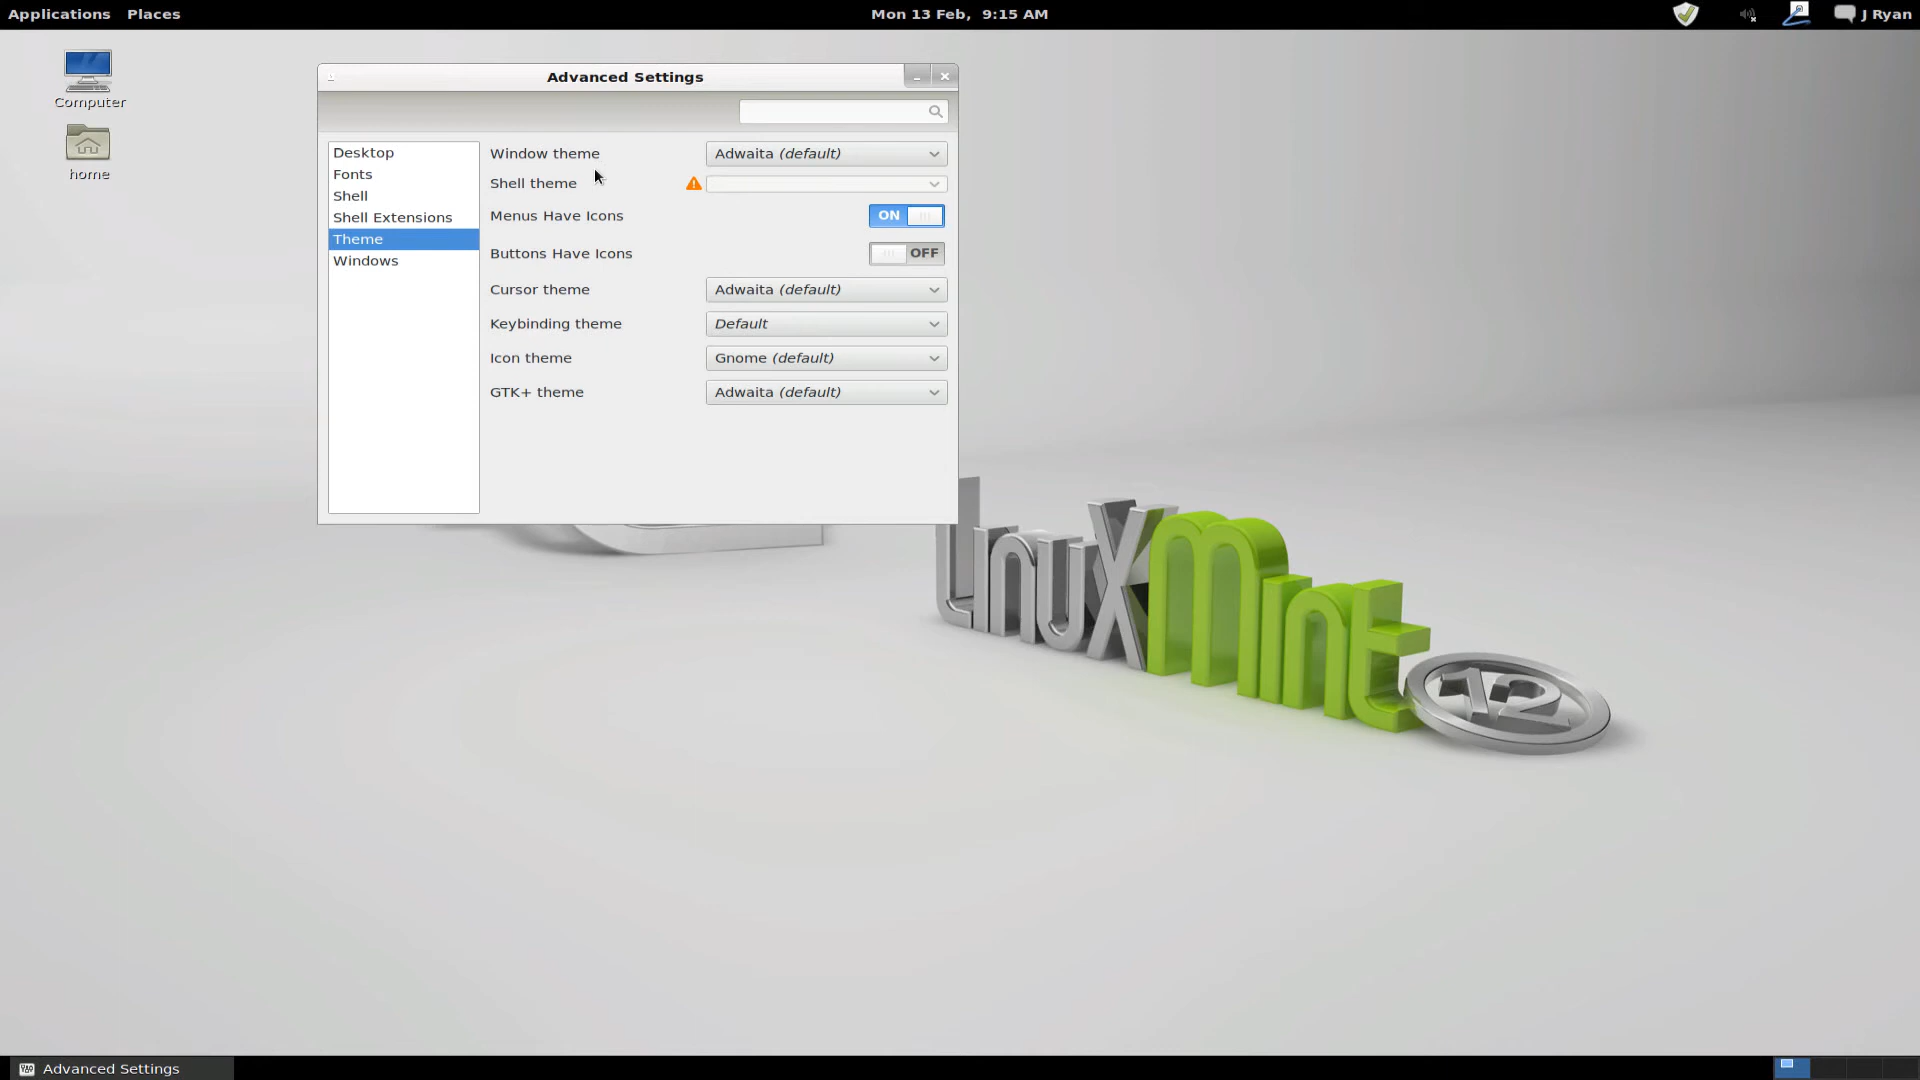 Applications Places Mon 13 Feb, 9:15 AM J Ryan
Computer
home
Advanced Settings
Desktop
Fonts
Shell
Shell Extensions
Theme
Windows
Window theme Adwaita (default)
Shell theme
Menus Have Icons ON
Buttons Have Icons OFF
Cursor theme Adwaita (default)
Keybinding theme Default
Icon theme Gnome (default)
GTK+ theme Adwaita (default)
LinuxMint 12
Advanced Settings